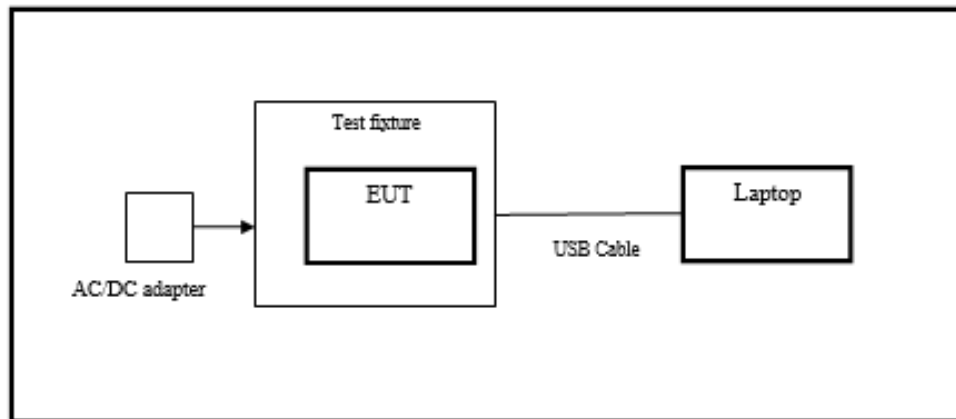 Test fixture
EUT
Laptop
USB Cable
AC/DC adapter